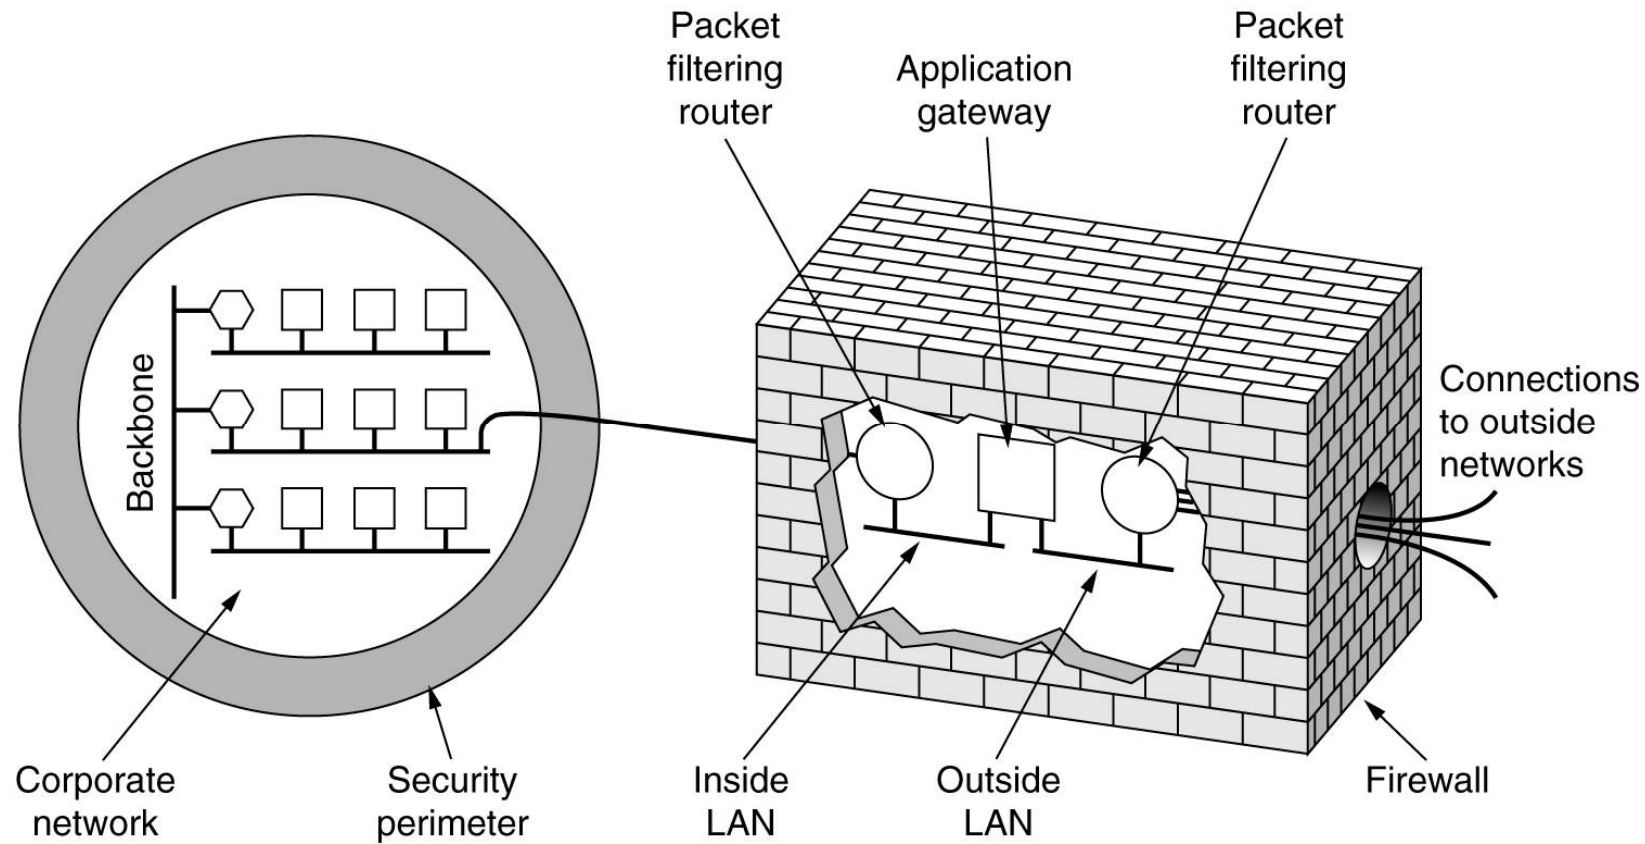 Packet
filtering
router
Application
gateway
Packet
filtering
router
Backbone
Connections
to outside
networks
Corporate
network
Security
perimeter
Inside
LAN
Outside
LAN
Firewall